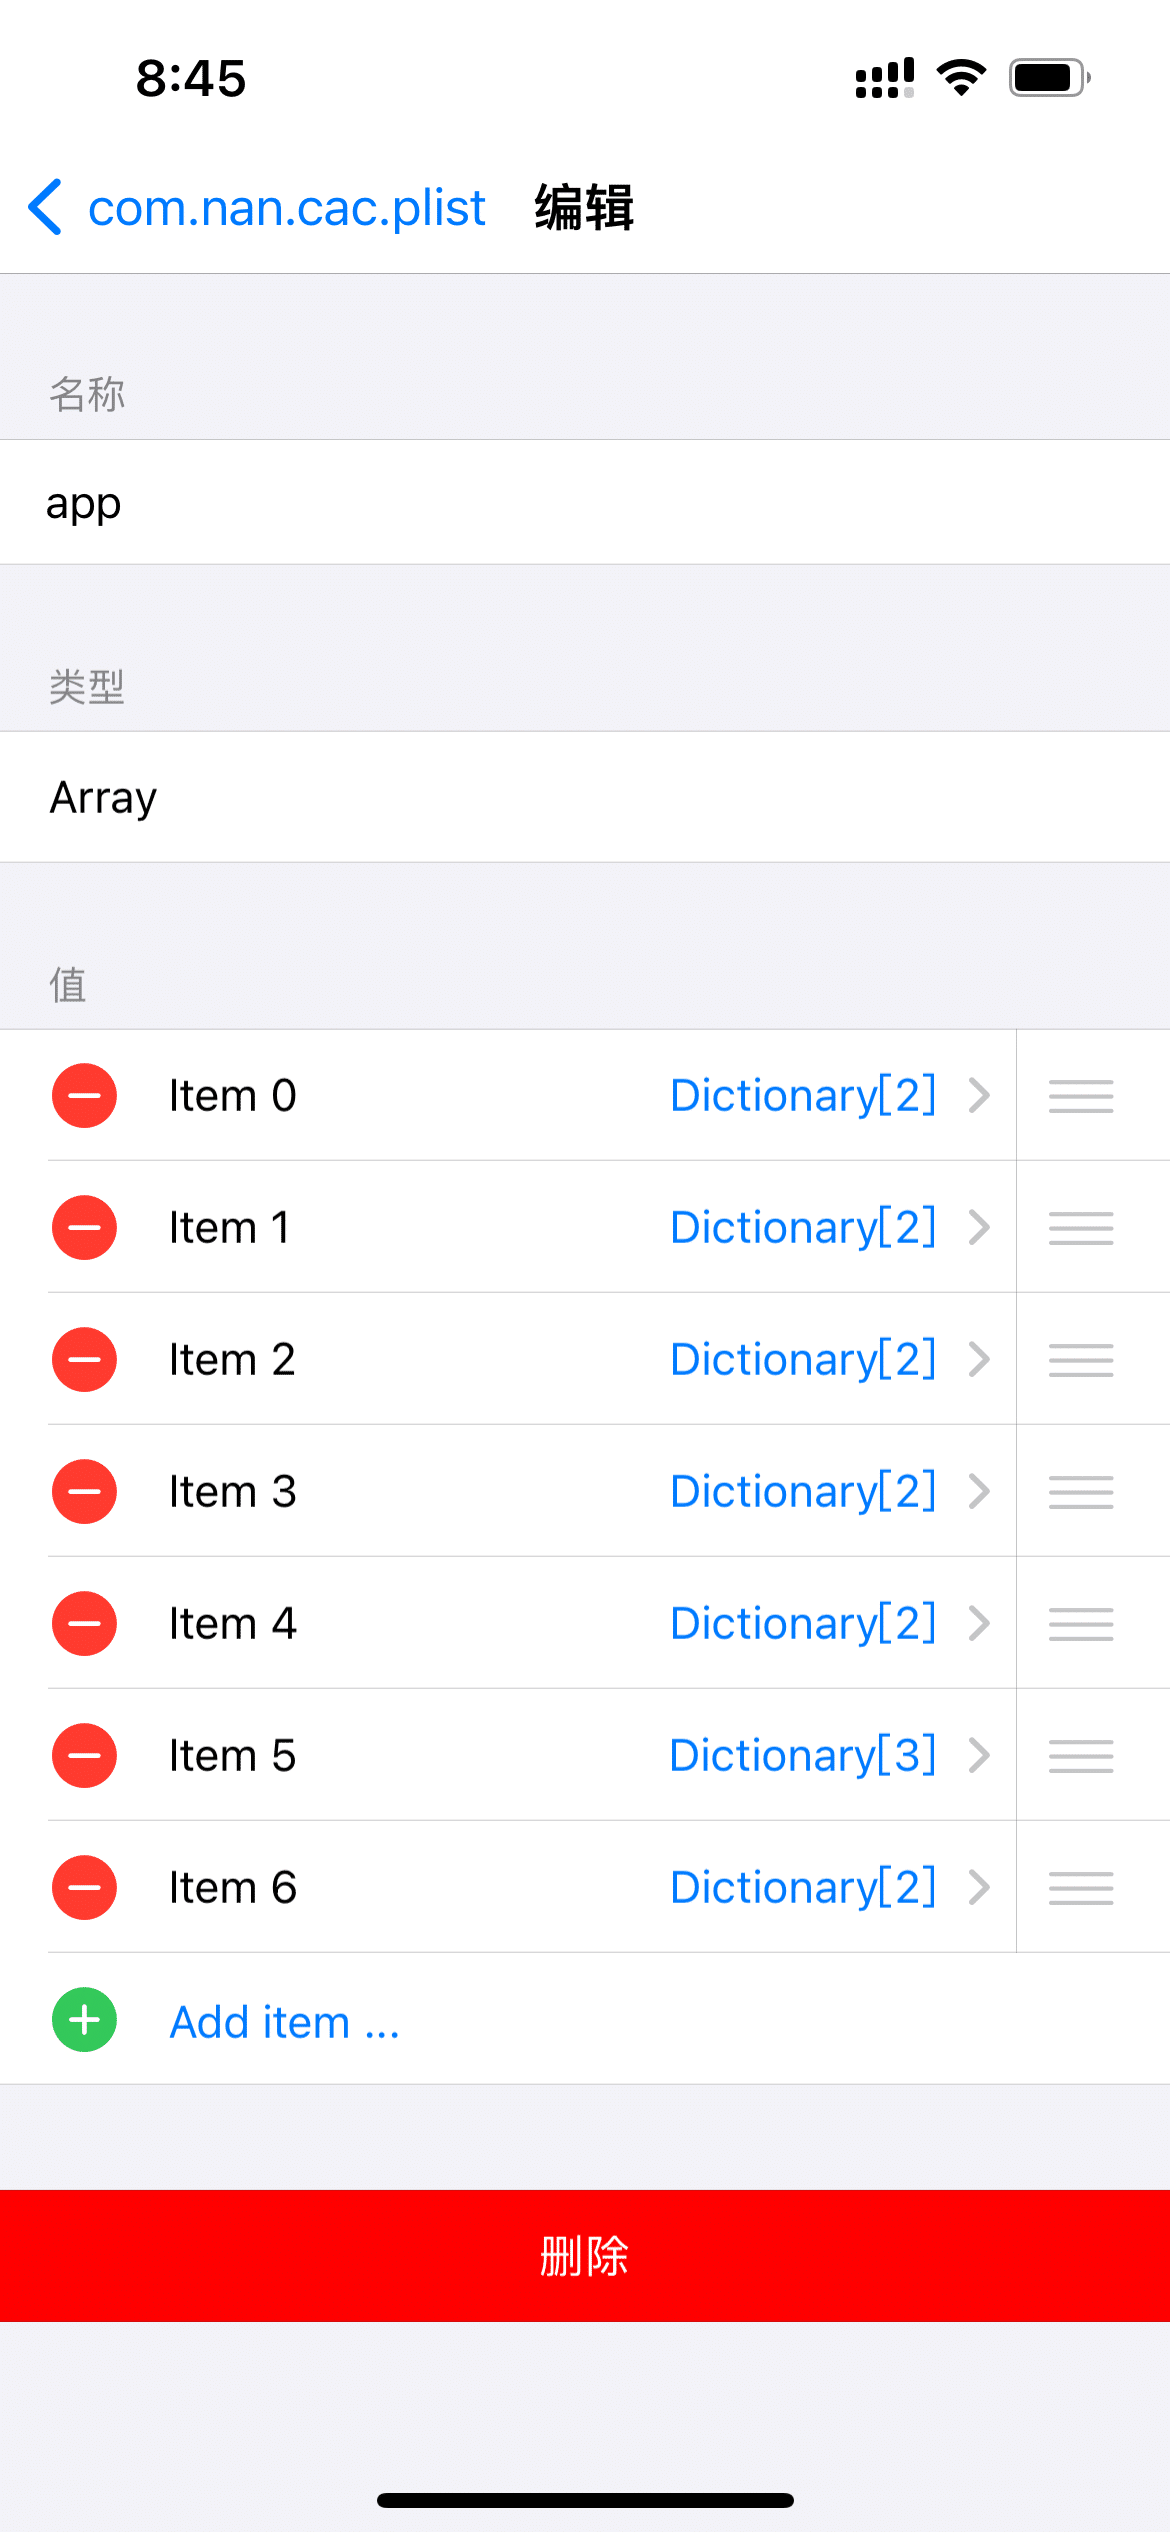 8:45
com.nan.cac.plist 编辑
名称
app
类型
Array
值
Item 0 Dictionary[2]
Item 1 Dictionary[2]
Item 2 Dictionary[2]
Item 3 Dictionary[2]
Item 4 Dictionary[2]
Item 5 Dictionary[3]
Item 6 Dictionary[2]
Add item ...
删除